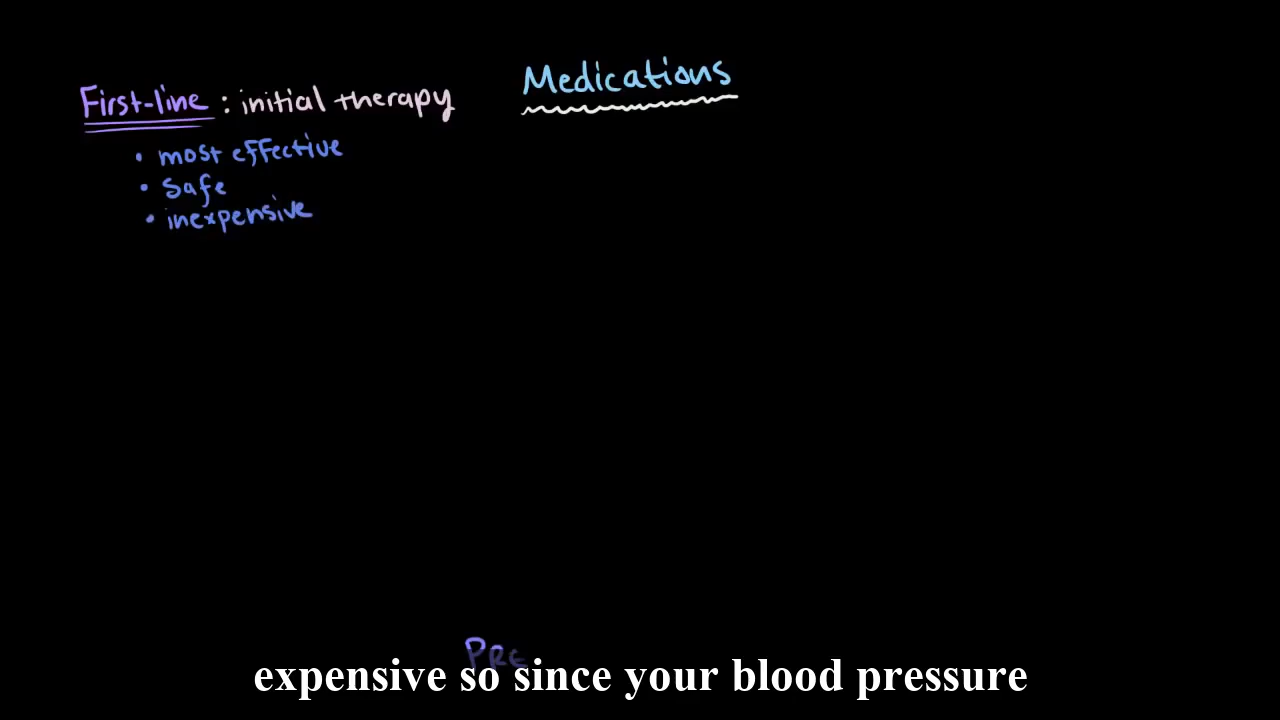 Medications
First-line : initial therapy
• most effective
• safe
• inexpensive
expensive so since your blood pressure